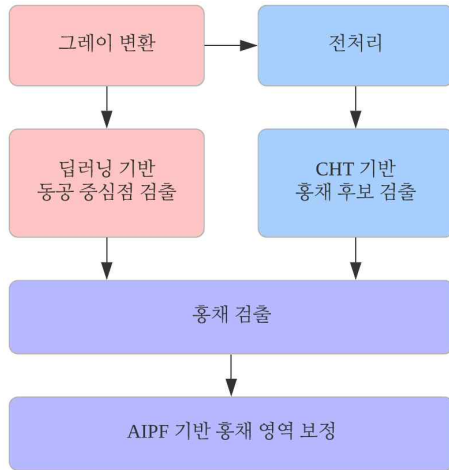 그레이 변환
전처리
딥러닝 기반
동공 중심점 검출
CHT 기반
홍채 후보 검출
홍채 검출
AIPF 기반 홍채 영역 보정